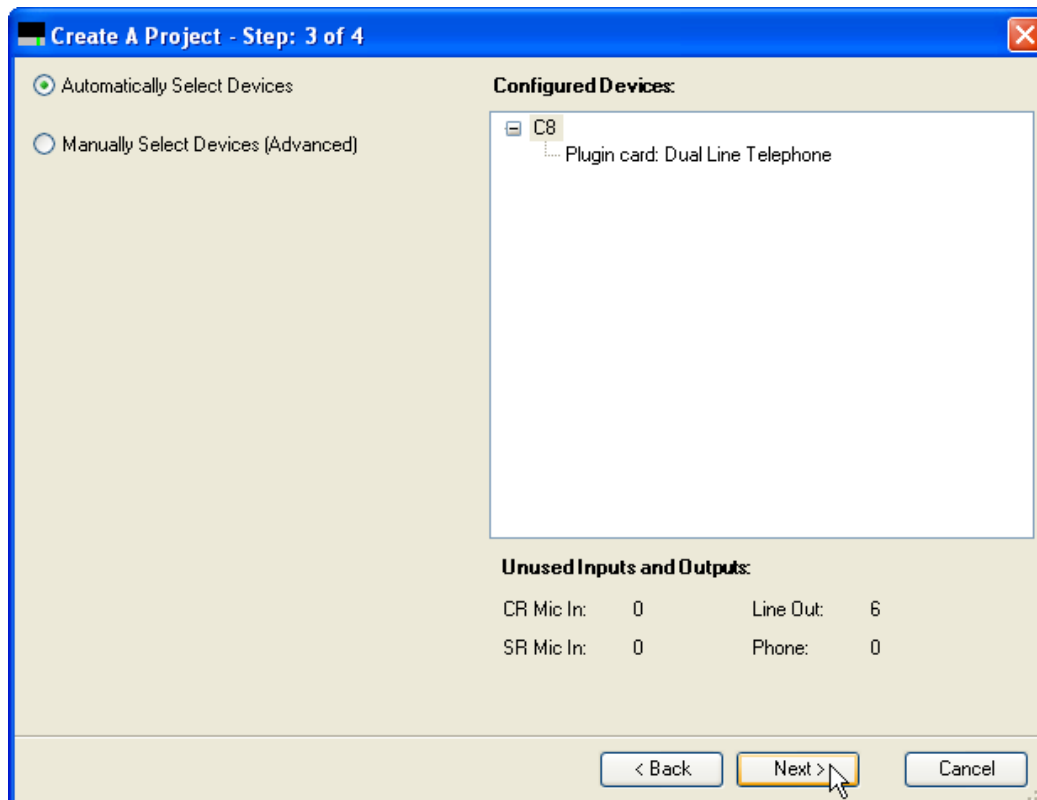 Create A Project - Step: 3 of 4
Automatically Select Devices
Manually Select Devices (Advanced)
Configured Devices:
C8
Plugin card: Dual Line Telephone
Unused Inputs and Outputs:
CR Mic In: 0 Line Out: 6
SR Mic In: 0 Phone: 0
< Back Next > Cancel